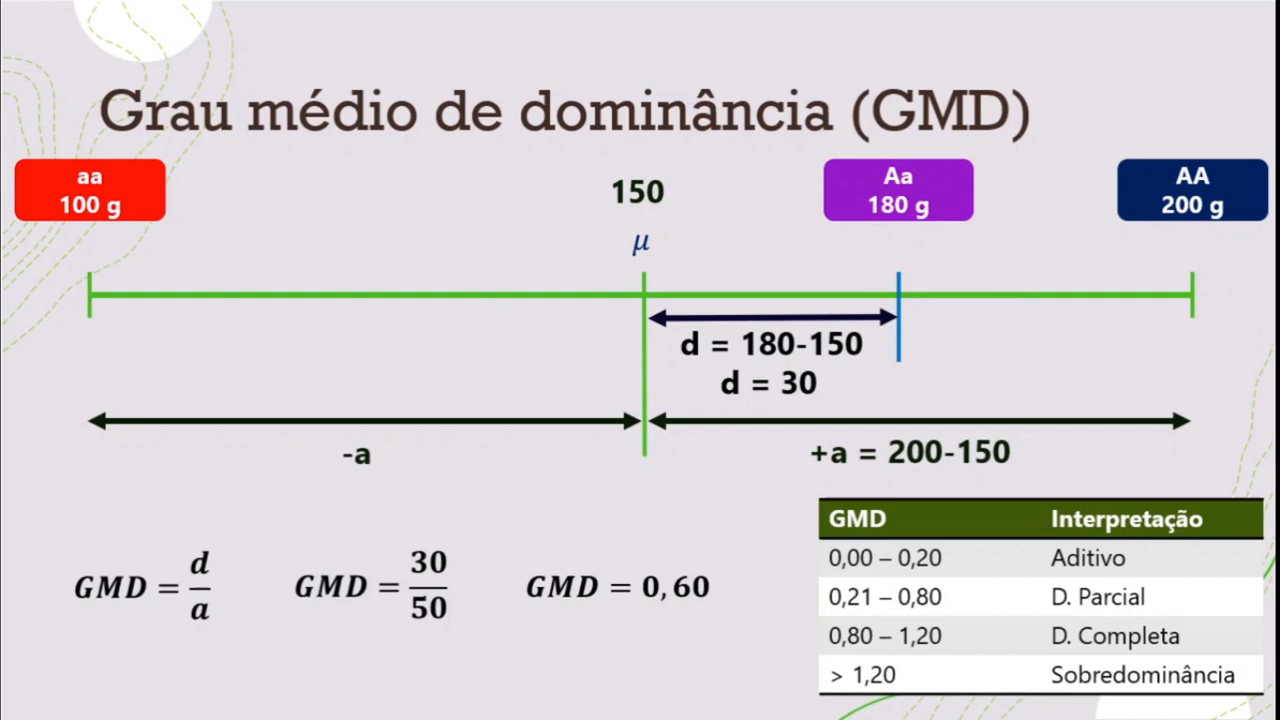 Grau médio de dominância (GMD)
aa
100 g
150
μ
Aa
180 g
AA
200 g
d = 180-150
d = 30
-a
+a = 200-150
GMD = d/a
GMD = 30/50
GMD = 0,60
GMD Interpretação
0,00 – 0,20 Aditivo
0,21 – 0,80 D. Parcial
0,80 – 1,20 D. Completa
> 1,20 Sobredominância